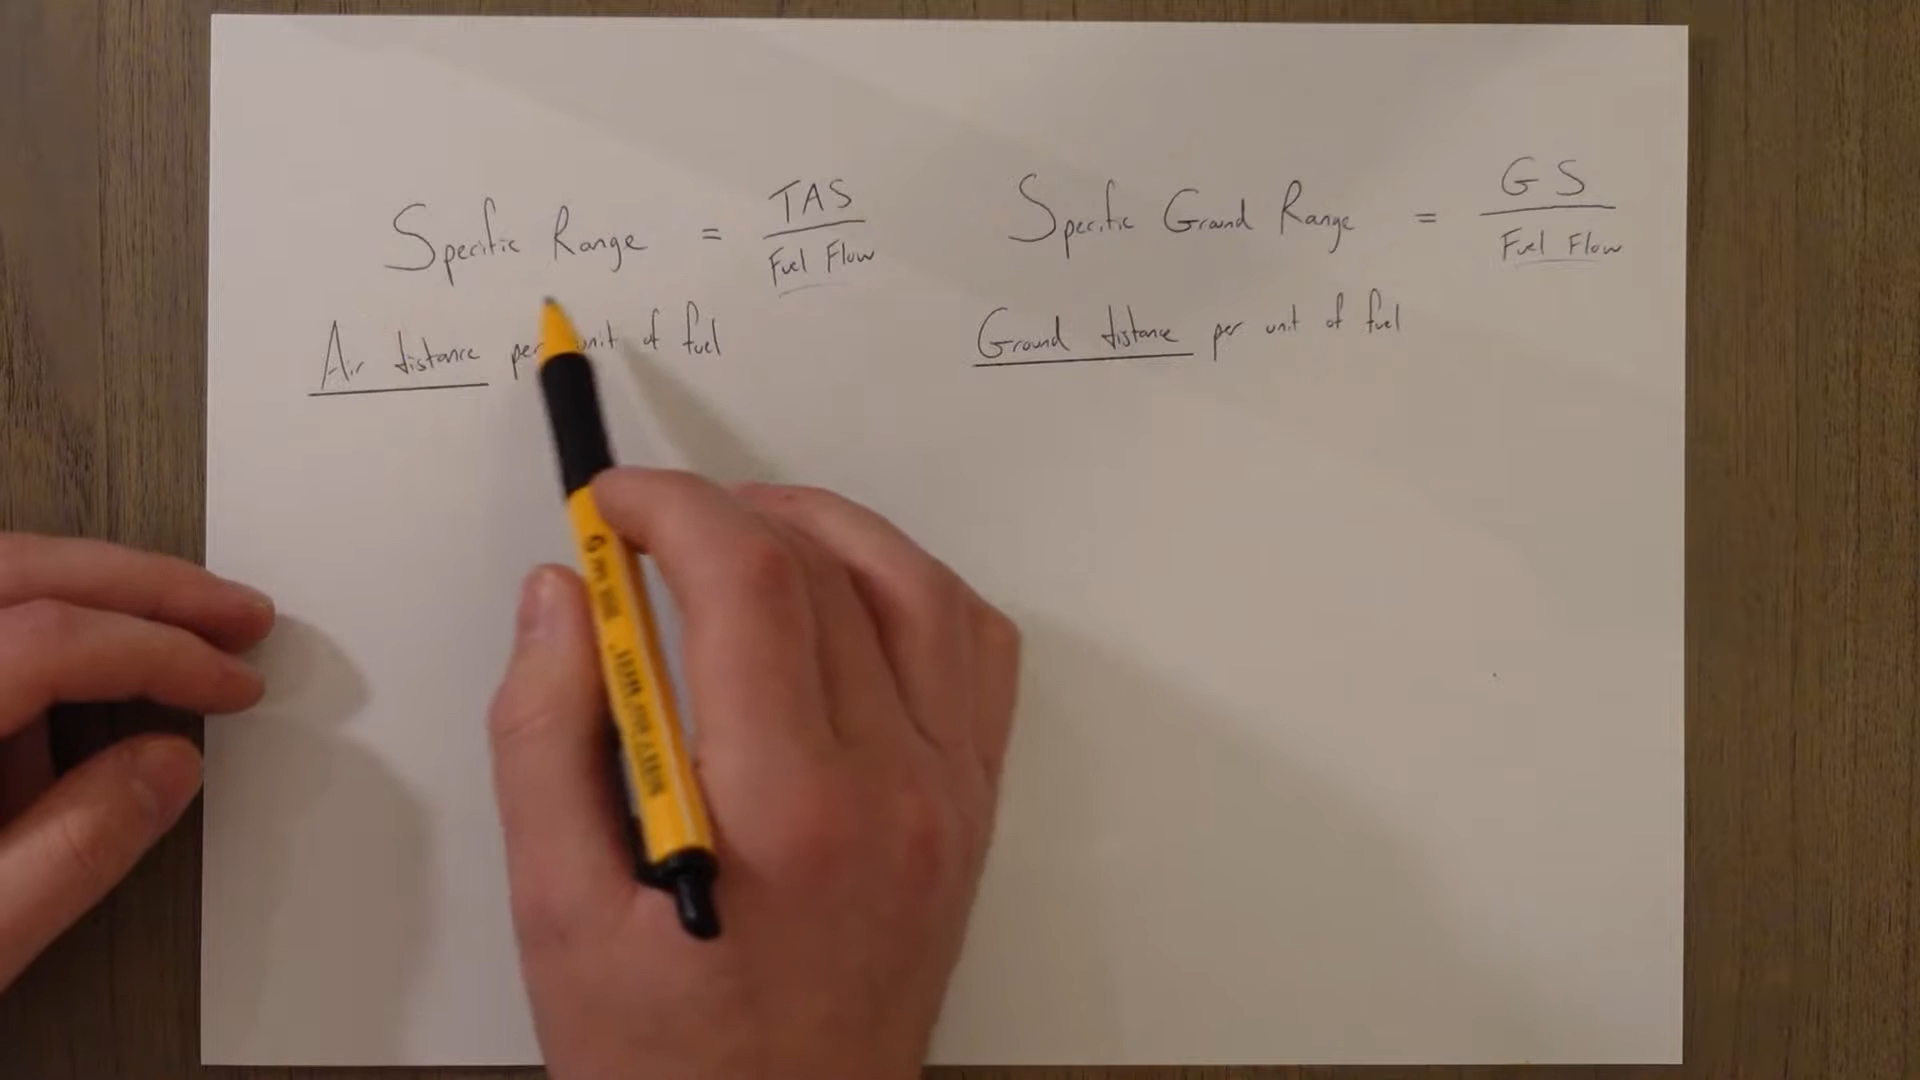 Specific Range = TAS / Fuel Flow
Air distance per unit of fuel
Specific Ground Range = GS / Fuel Flow
Ground distance per unit of fuel